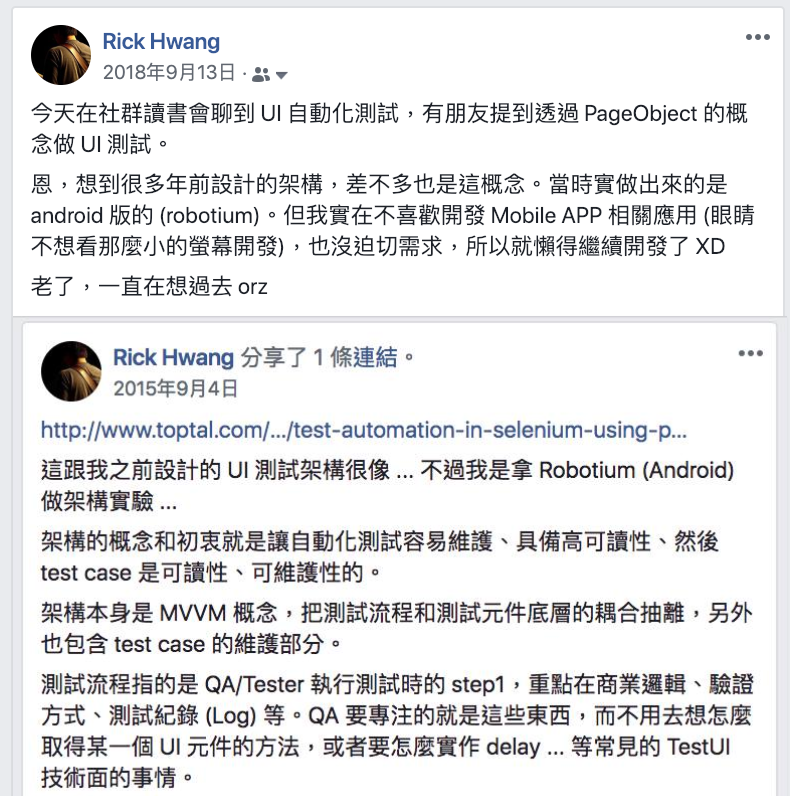 Rick Hwang
2018年9月13日 ·
今天在社群讀書會聊到 UI 自動化測試，有朋友提到透過 PageObject 的概
念做 UI 測試。
恩，想到很多年前設計的架構，差不多也是這概念。當時實做出來的是
android 版的 (robotium)。但我實在不喜歡開發 Mobile APP 相關應用 (眼睛
不想看那麼小的螢幕開發)，也沒迫切需求，所以就懶得繼續開發了 XD
老了，一直在想過去 orz
Rick Hwang 分享了 1 條連結。
2015年9月4日
http://www.toptal.com/.../test-automation-in-selenium-using-p...
這跟我之前設計的 UI 測試架構很像 ... 不過我是拿 Robotium (Android)
做架構實驗 ...
架構的概念和初衷就是讓自動化測試容易維護、具備高可讀性、然後
test case 是可讀性、可維護性的。
架構本身是 MVVM 概念，把測試流程和測試元件底層的耦合抽離，另外
也包含 test case 的維護部分。
測試流程指的是 QA/Tester 執行測試時的 step1，重點在商業邏輯、驗證
方式、測試紀錄 (Log) 等。QA 要專注的就是這些東西，而不用去想怎麼
取得某一個 UI 元件的方法，或者要怎麼實作 delay ... 等常見的 TestUI
技術面的事情。